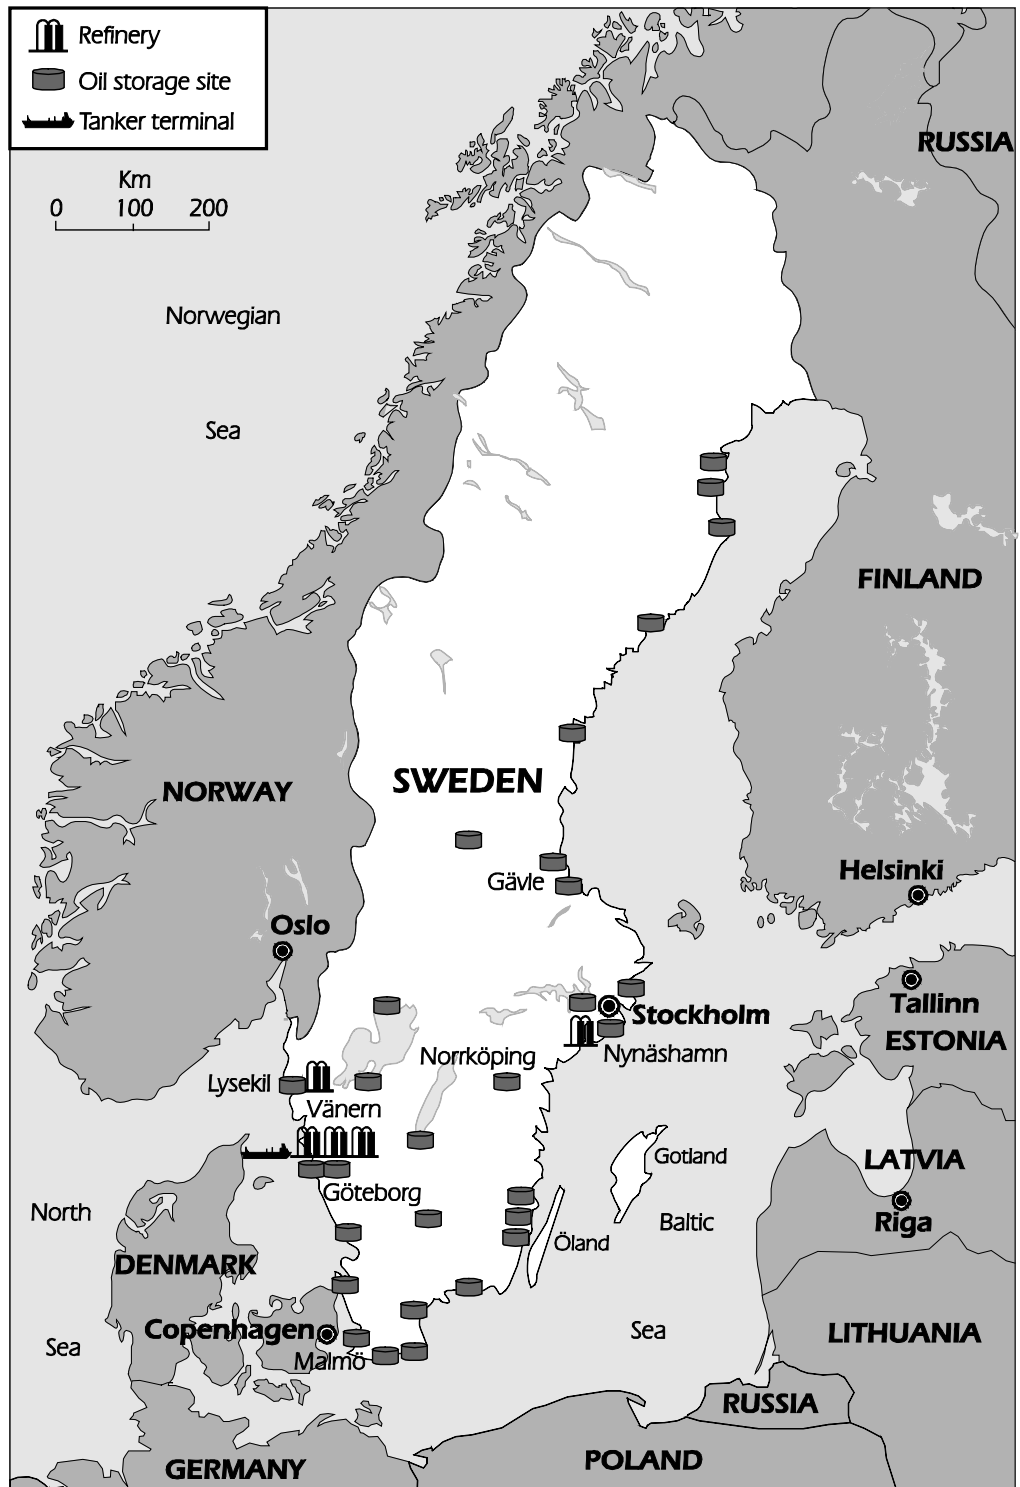 Refinery
Oil storage site
Tanker terminal
Km
0 100 200
RUSSIA
Norwegian
Sea
FINLAND
SWEDEN
NORWAY
Helsinki
Gävle
Oslo
Tallinn
Stockholm
ESTONIA
Nynäshamn
Norrköping
Lysekil
Vänern
Gotland
LATVIA
Göteborg
North
Baltic
Riga
Öland
DENMARK
Copenhagen
Sea
LITHUANIA
Sea
Malmö
RUSSIA
POLAND
GERMANY